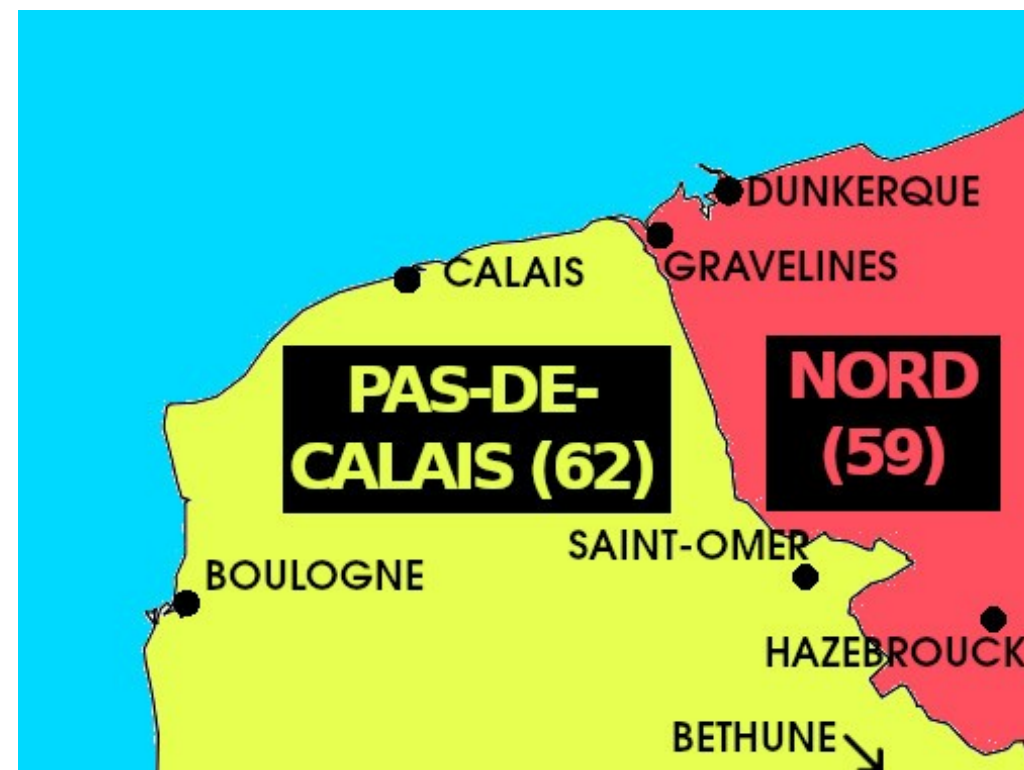 DUNKERQUE
GRAVELINES
CALAIS
PAS-DE-
CALAIS (62)
NORD
(59)
SAINT-OMER
BOULOGNE
HAZEBROUCK
BETHUNE